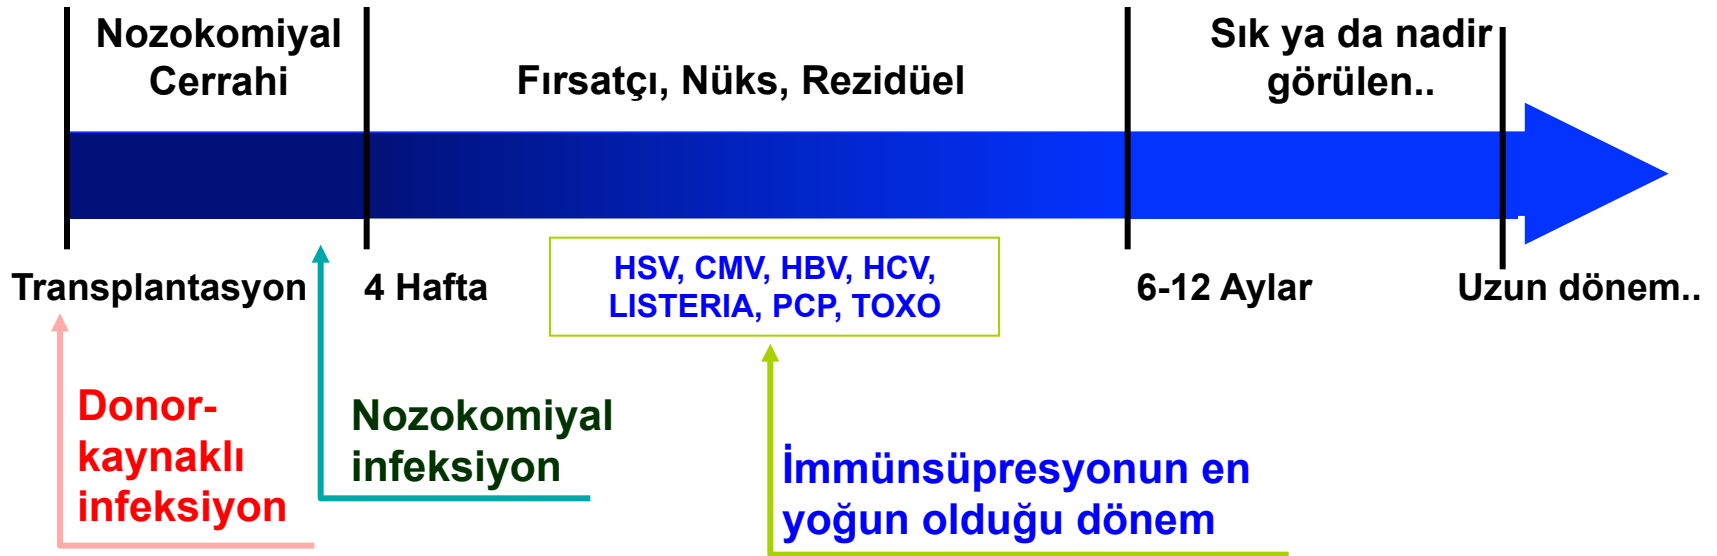 Nozokomiyal
Cerrahi
Fırsatçı, Nüks, Rezidüel
Sık ya da nadir
görülen..
Transplantasyon
4 Hafta
HSV, CMV, HBV, HCV,
LISTERIA, PCP, TOXO
6-12 Aylar
Uzun dönem..
Donor-
kaynaklı
infeksiyon
Nozokomiyal
infeksiyon
İmmünsüpresyonun en
yoğun olduğu dönem